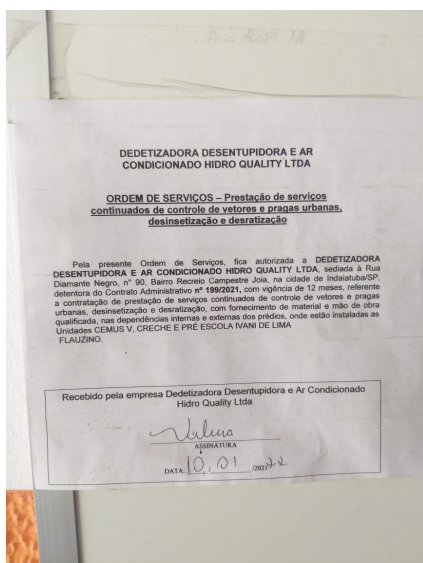 DEDETIZADORA DESENTUPIDORA E AR
CONDICIONADO HIDRO QUALITY LTDA
ORDEM DE SERVIÇOS – Prestação de serviços
continuados de controle de vetores e pragas urbanas,
desinsetização e desratização
Pela presente Ordem de Serviços, fica autorizada a DEDETIZADORA
DESENTUPIDORA E AR CONDICIONADO HIDRO QUALITY LTDA, sediada à Rua
Diamante Negro, n° 90, Bairro Recreio Campestre Joia, na cidade de Indaiatuba/SP,
detentora do Contrato Administrativo nº 199/2021, com vigência de 12 meses, referente
a contratação de prestação de serviços continuados de controle de vetores e pragas
urbanas, desinsetização e desratização, com fornecimento de material e mão de obra
qualificada, nas dependências internas e externas dos prédios, onde estão instaladas as
Unidades CEMUS V, CRECHE E PRÉ ESCOLA IVANI DE LIMA
FLAUZINO.
Recebido pela empresa Dedetizadora Desentupidora e Ar Condicionado
Hidro Quality Ltda
ASSINATURA
DATA: 10, 01 /2021